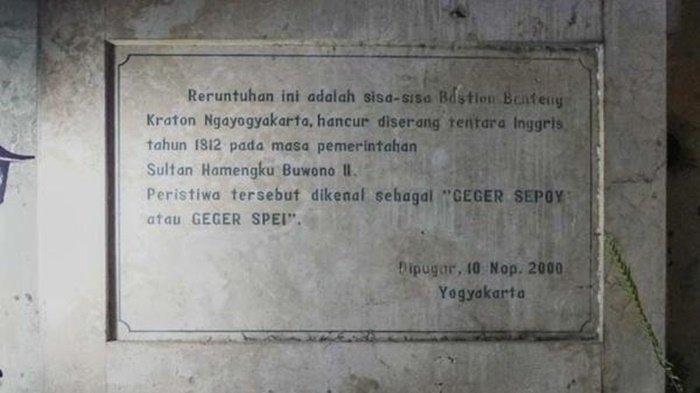 Reruntuhan ini adalah sisa-sisa Bastion Benteng
Kraton Ngayogyakarta, hancur diserang tentara Inggris
tahun 1812 pada masa pemerintahan
Sultan Hamengku Buwono II.
Peristiwa tersebut dikenal sebagai "GEGER SEPOY
atau GEGER SPEI".
Dipugar, 10 Nop. 2000
Yogyakarta